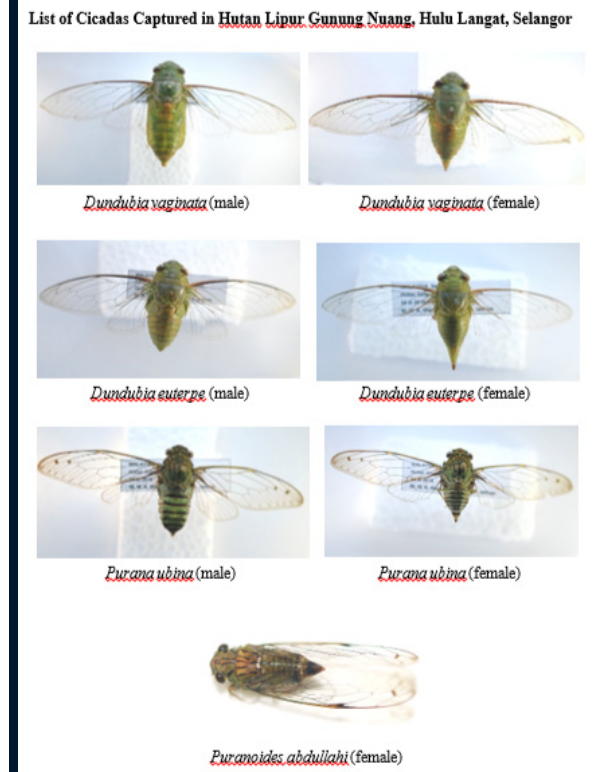 List of Cicadas Captured in Hutan Lipur Gunung Nuang, Hulu Langat, Selangor
Dundubia vaginata (male)
Dundubia vaginata (female)
Dundubia euterpe (male)
Dundubia euterpe (female)
Purana ubina (male)
Purana ubina (female)
Puranoides abdullahi (female)